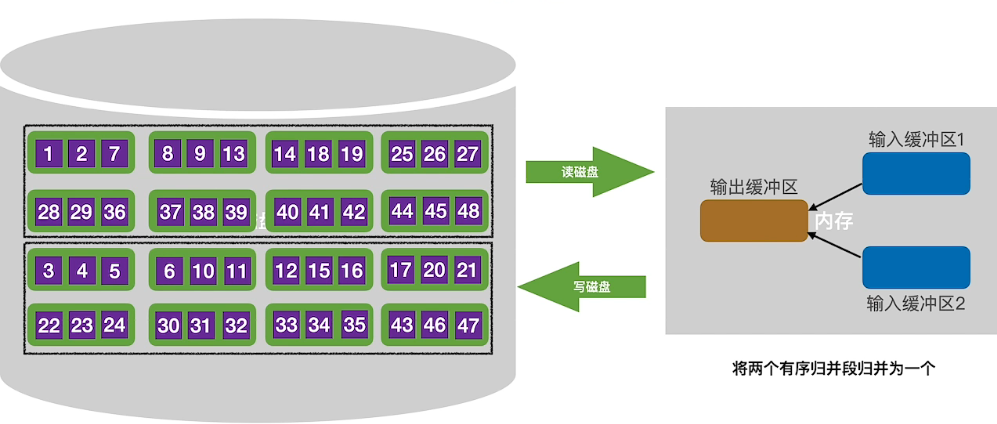 1 2 7 8 9 13 14 18 19 25 26 27
28 29 36 37 38 39 40 41 42 44 45 48
3 4 5 6 10 11 12 15 16 17 20 21
22 23 24 30 31 32 33 34 35 43 46 47
读磁盘
写磁盘
输入缓冲区1
输出缓冲区
内存
输入缓冲区2
将两个有序归并段归并为一个